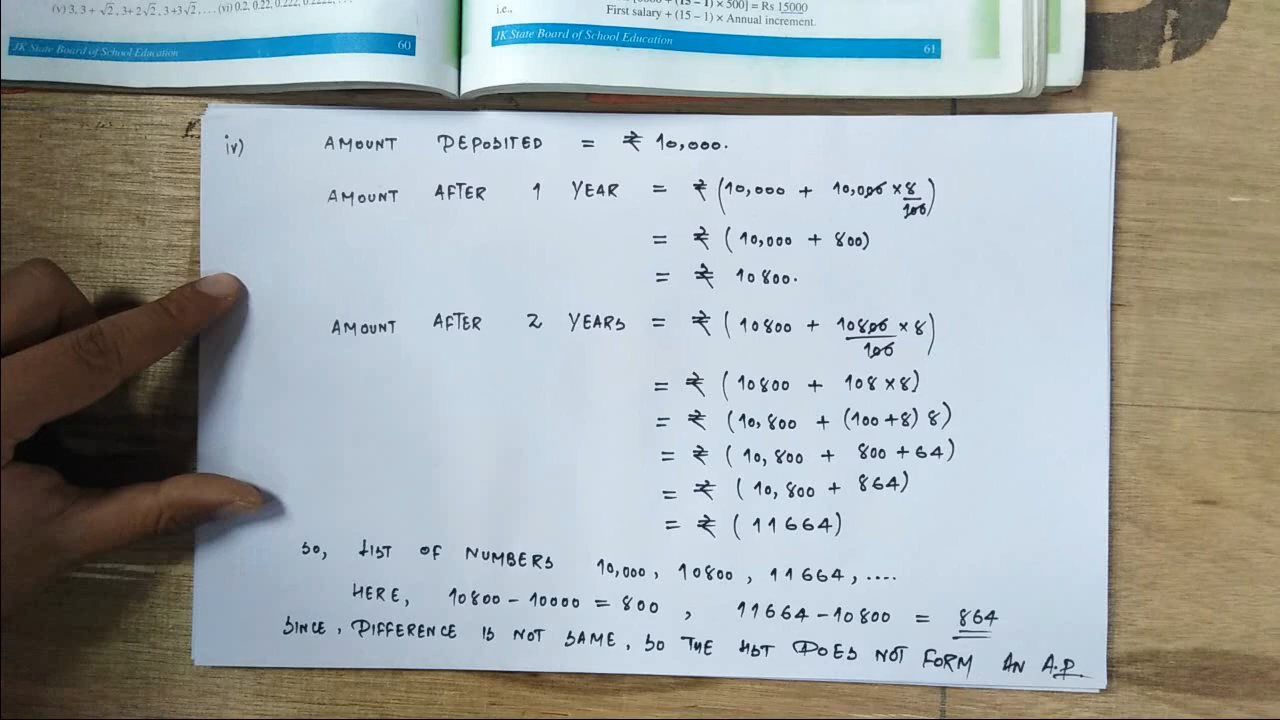 (v) 3, 3 + √2, 3+2√2, 3+3√2, . . . (vi) 0.2, 0.22, 0.222, 0.2222, . . .
JK State Board of School Education 60
(15 – 1) × 500] = Rs 15000
i.e., First salary + (15 – 1) × Annual increment.
JK State Board of School Education 61
iv) AMOUNT DEPOSITED = ₹ 10,000.
AMOUNT AFTER 1 YEAR = ₹ (10,000 + 10,000 × 8/100)
= ₹ (10,000 + 800)
= ₹ 10800.
AMOUNT AFTER 2 YEARS = ₹ (10800 + 10800/100 × 8)
= ₹ (10800 + 108 × 8)
= ₹ (10,800 + (100 + 8) 8)
= ₹ (10,800 + 800 + 64)
= ₹ (10,800 + 864)
= ₹ (11664)
SO, LIST OF NUMBERS 10,000, 10800, 11664, ....
HERE, 10800 – 10000 = 800 , 11664 – 10800 = 864
SINCE, DIFFERENCE IS NOT SAME, SO THE LIST DOES NOT FORM AN A.P.